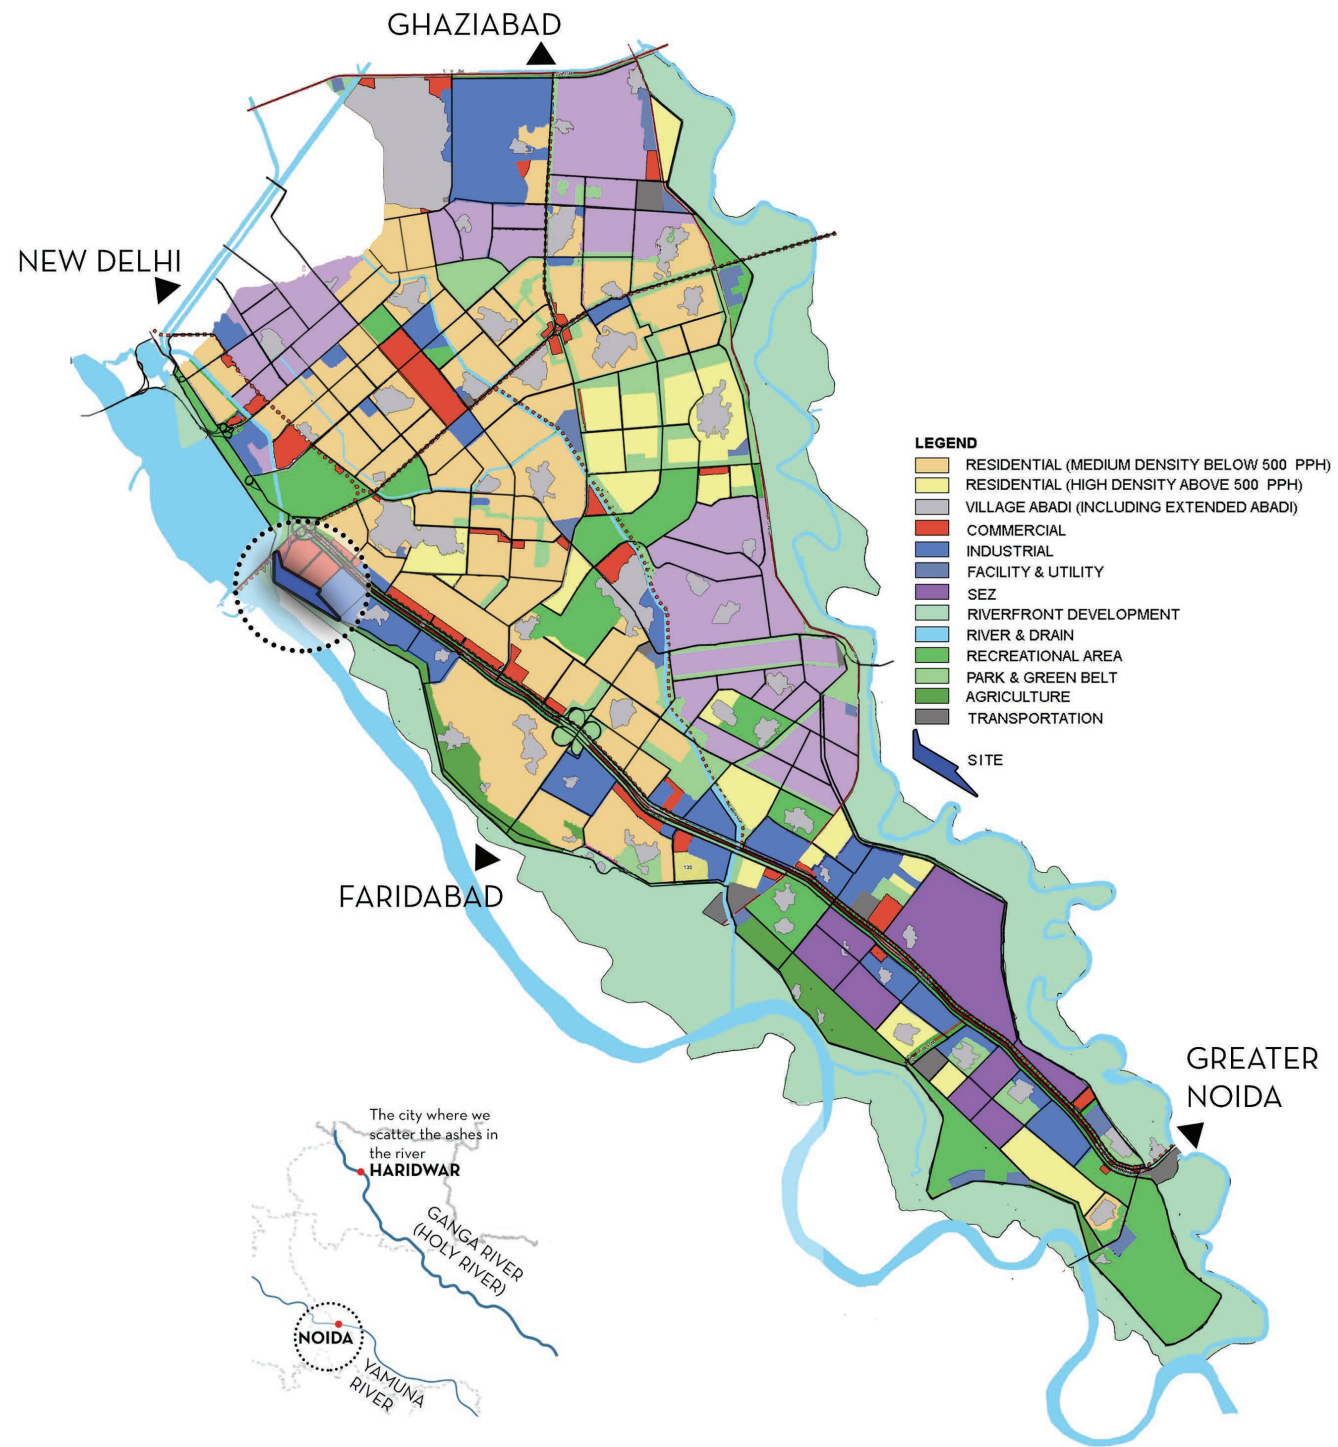 GHAZIABAD
NEW DELHI
LEGEND
RESIDENTIAL (MEDIUM DENSITY BELOW 500 PPH)
RESIDENTIAL (HIGH DENSITY ABOVE 500 PPH)
VILLAGE ABADI (INCLUDING EXTENDED ABADI)
COMMERCIAL
INDUSTRIAL
FACILITY & UTILITY
SEZ
RIVERFRONT DEVELOPMENT
RIVER & DRAIN
RECREATIONAL AREA
PARK & GREEN BELT
AGRICULTURE
TRANSPORTATION
SITE
135
FARIDABAD
GREATER
NOIDA
The city where we
scatter the ashes in
the river
HARIDWAR
GANGA RIVER
(HOLY RIVER)
NOIDA
YAMUNA
RIVER